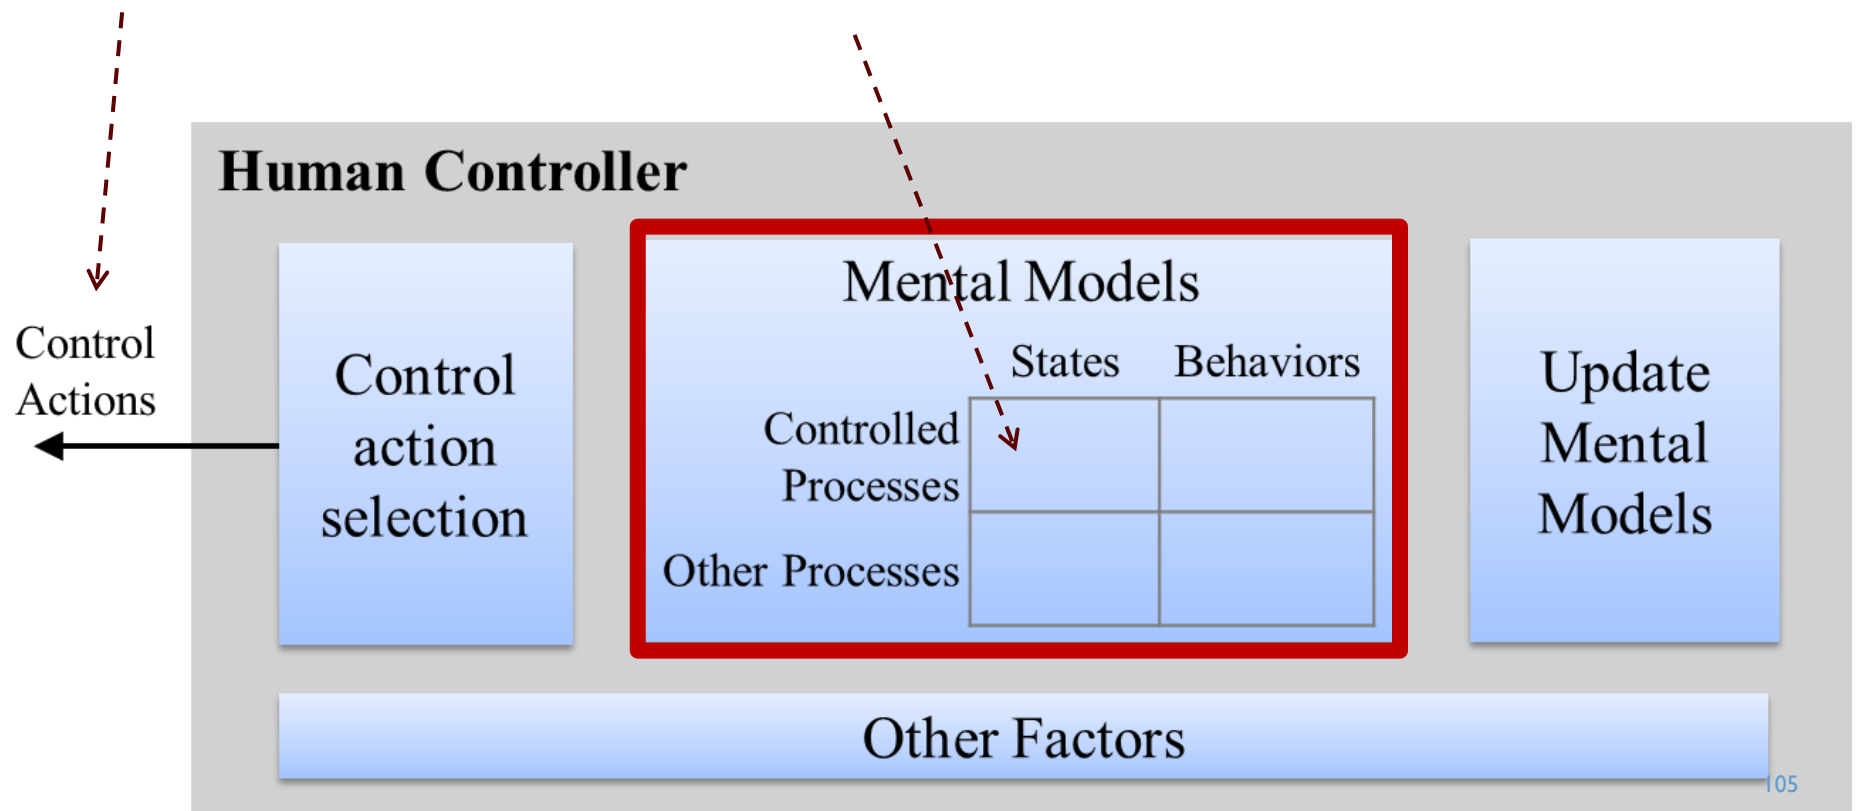 Human Controller
Control
Actions
Control
action
selection
Mental Models
States Behaviors
Controlled
Processes
Other Processes
Update
Mental
Models
Other Factors
105